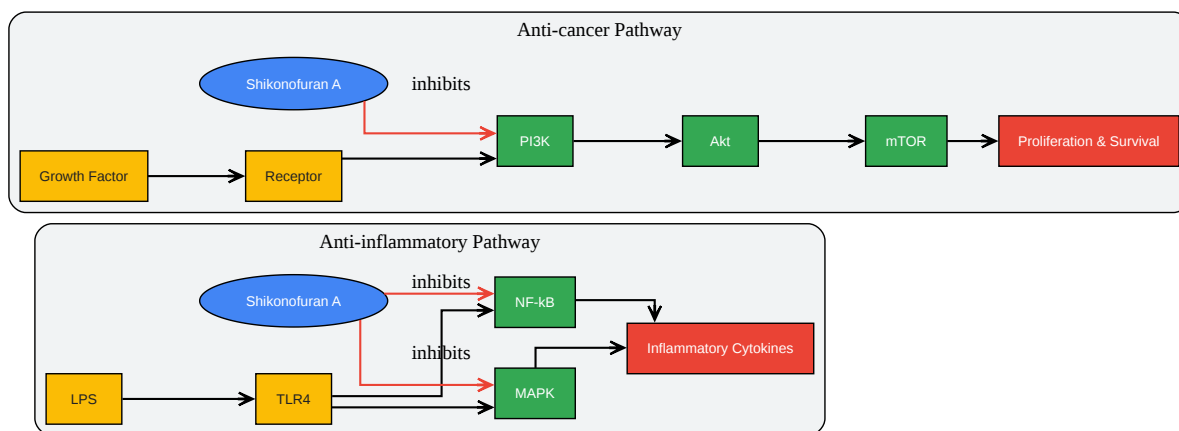 Anti-cancer Pathway
Shikonofuran A
inhibits
PI3K
Akt
mTOR
Proliferation & Survival
Growth Factor
Receptor
Anti-inflammatory Pathway
Shikonofuran A
inhibits
NF-kB
Inflammatory Cytokines
inhibits
LPS
TLR4
MAPK